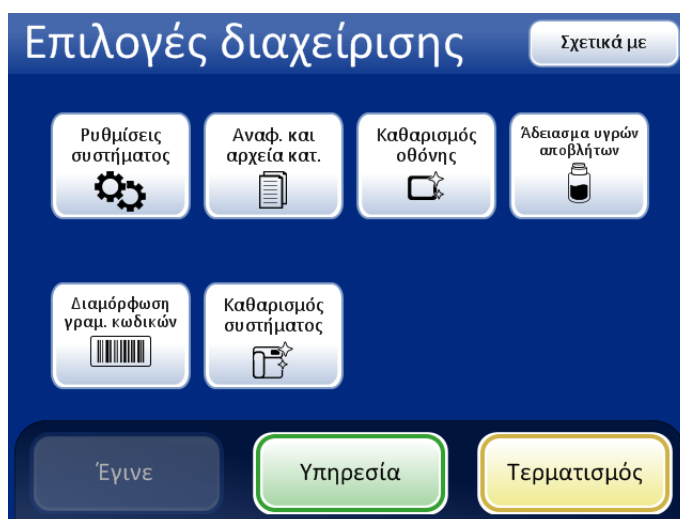 Επιλογές διαχείρισης
Σχετικά με
Ρυθμίσεις
συστήματος
Αναφ. και
αρχεία κατ.
Καθαρισμός
οθόνης
Άδειασμα υγρών
αποβλήτων
Διαμόρφωση
γραμ. κωδικών
Καθαρισμός
συστήματος
Έγινε
Υπηρεσία
Τερματισμός